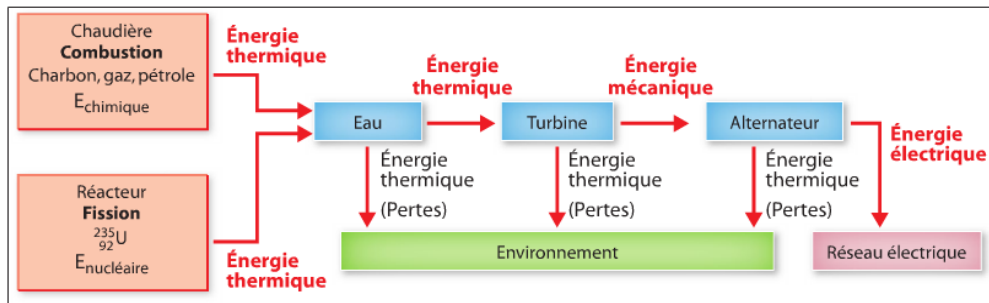 Chaudière
Combustion
Charbon, gaz, pétrole
Echimique
Énergie
thermique
Réacteur
Fission
235
92U
Enucléaire
Énergie
thermique
Eau
Énergie
thermique
Turbine
Énergie
mécanique
Alternateur
Énergie
électrique
Énergie
thermique
(Pertes)
Énergie
thermique
(Pertes)
Énergie
thermique
(Pertes)
Environnement
Réseau électrique